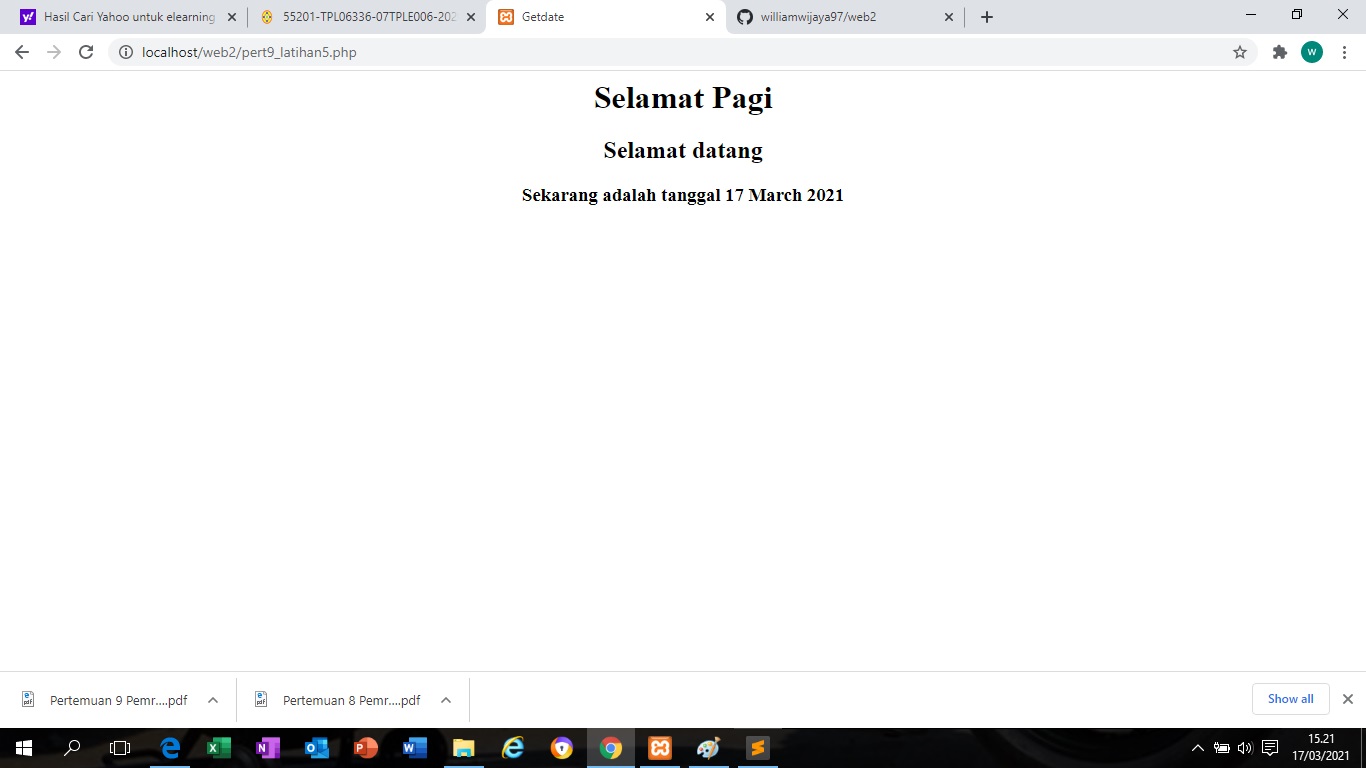 Hasil Cari Yahoo untuk elearning
55201-TPL06336-07TPLE006-202
Getdate
williamwijaya97/web2
localhost/web2/pert9_latihan5.php
W
Selamat Pagi
Selamat datang
Sekarang adalah tanggal 17 March 2021
Pertemuan 9 Pemr....pdf
Pertemuan 8 Pemr....pdf
Show all
15.21
17/03/2021